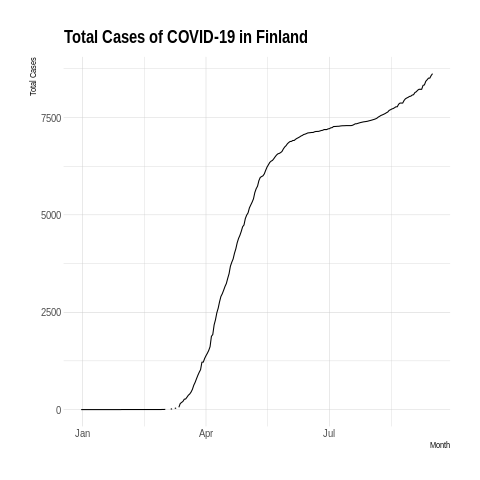 Total Cases of COVID-19 in Finland
Total Cases
7500
5000
2500
0
Jan Apr Jul
Month